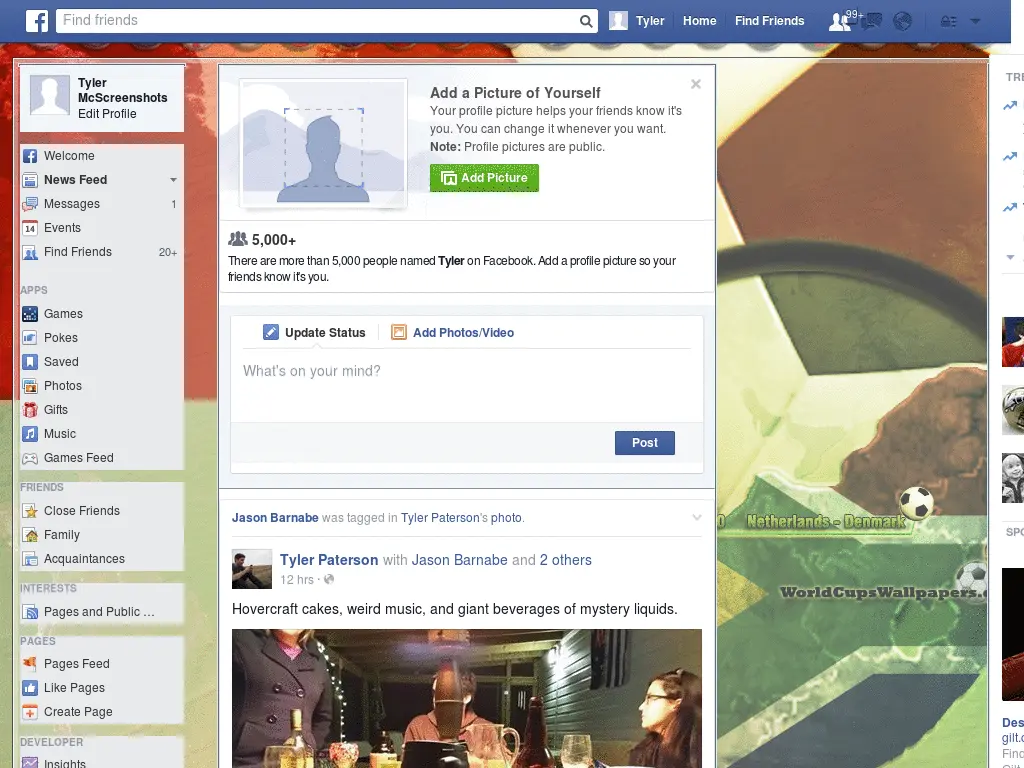 Find friends
Tyler
Home
Find Friends
99+
Tyler
McScreenshots
Edit Profile
Welcome
News Feed
Messages 1
14 Events
Find Friends 20+
APPS
Games
Pokes
Saved
Photos
Gifts
Music
Games Feed
FRIENDS
Close Friends
Family
Acquaintances
INTERESTS
Pages and Public ...
PAGES
Pages Feed
Like Pages
Create Page
DEVELOPER
Insights
Add a Picture of Yourself
Your profile picture helps your friends know it's
you. You can change it whenever you want.
Note: Profile pictures are public.
Add Picture
5,000+
There are more than 5,000 people named Tyler on Facebook. Add a profile picture so your
friends know it's you.
Update Status
Add Photos/Video
What's on your mind?
Post
Jason Barnabe was tagged in Tyler Paterson's photo.
Tyler Paterson with Jason Barnabe and 2 others
12 hrs ·
Hovercraft cakes, weird music, and giant beverages of mystery liquids.
Netherlands - Denmark
WorldCupsWallpapers.c
TRE
SPO
Des
gilt.c
Find